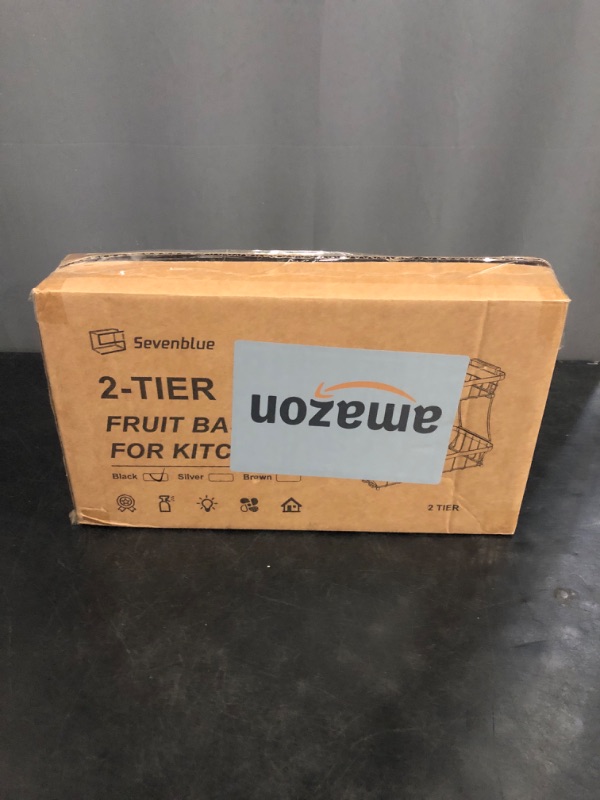 Sevenblue
2-TIER
FRUIT BA
FOR KITC
amazon
Black Silver Brown
2 TIER